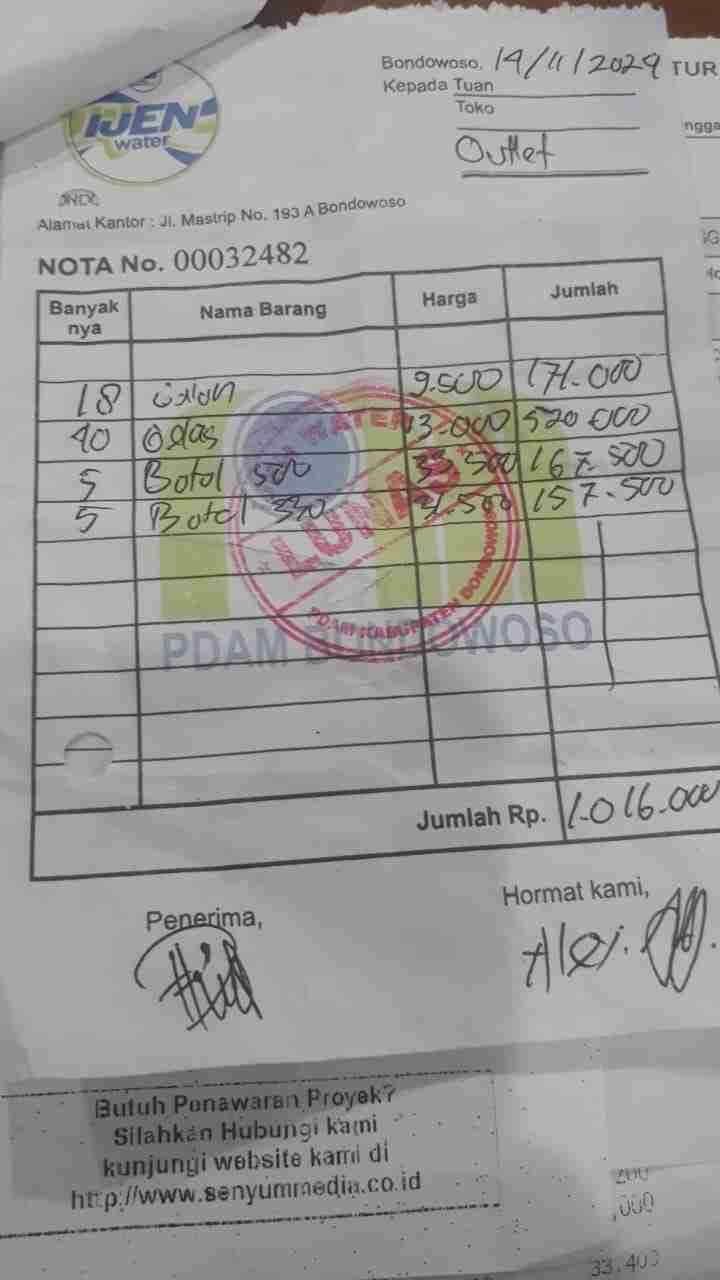 Bondowoso, 14/11/2024
TUR
Kepada Tuan
Toko
ngga
Outlet
IJEN
water
Alamat Kantor : Jl. Mastrip No. 193 A Bondowoso
NOTA No. 00032482
Banyak nya Nama Barang Harga Jumlah
18 Galon 9.500 171.000
40 Gelas 13.000 520.000
5 Botol 500 33.500 167.500
5 Botol 330 31.500 157.500
WATER
LUNAS
PDAM KABUPATEN BONDOWOSO
PDAM BONDOWOSO
Jumlah Rp. 1.016.000
Penerima,
Hormat kami,
Alex.
Butuh Penawaran Proyek?
Silahkan Hubungi kami
kunjungi website kami di
http://www.senyummedia.co.id
200
,000
33.400